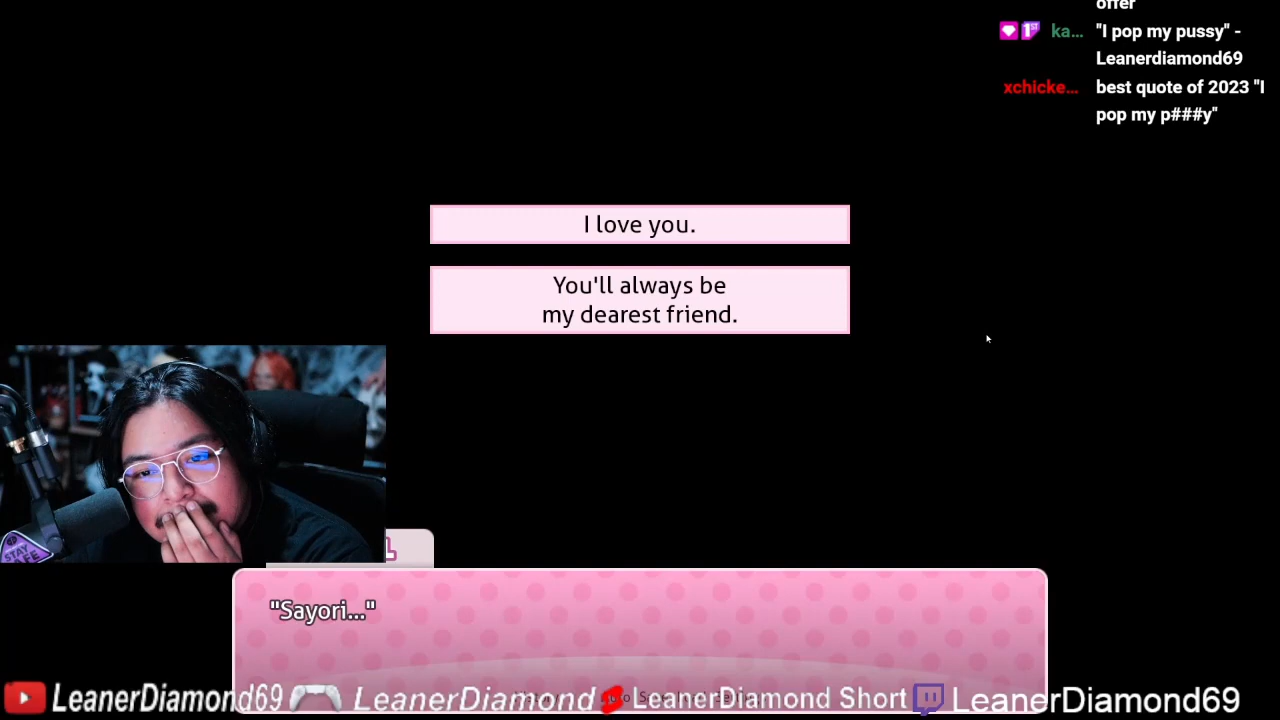 offer
ka... "I pop my pussy" -
Leanerdiamond69
xchicke... best quote of 2023 "I
pop my p###y"
I love you.
You'll always be
my dearest friend.
STAY
"Sayori..."
LeanerDiamond69 LeanerDiamond LeanerDiamond Short LeanerDiamond69